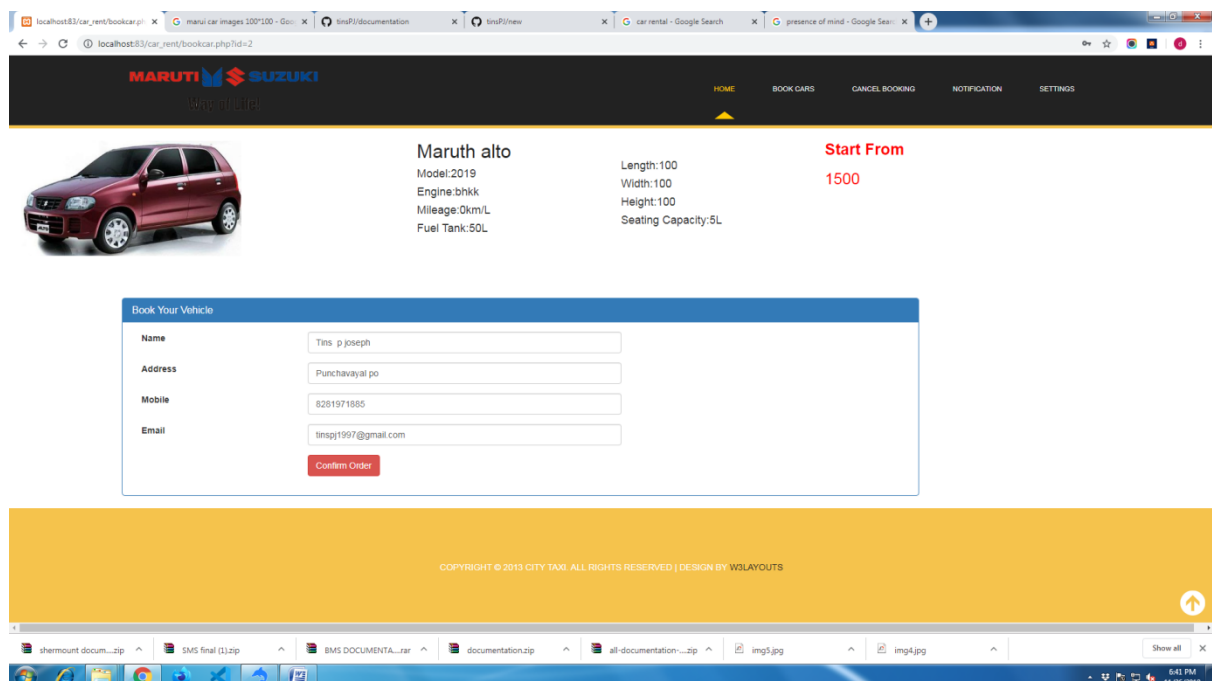 localhost:83/car_rent/bookcar.ph
marui car images 100*100 - Goo
tinsPJ/documentation
tinsPJ/new
car rental - Google Search
presence of mind - Google Sear
localhost:83/car_rent/bookcar.php?id=2
MARUTI SUZUKI
Way of Life!
HOME BOOK CARS CANCEL BOOKING NOTIFICATION SETTINGS
Maruth alto
Model:2019
Engine:bhkk
Mileage:0km/L
Fuel Tank:50L
Length:100
Width:100
Height:100
Seating Capacity:5L
Start From
1500
Book Your Vehicle
Name Tins p joseph
Address Punchavayal po
Mobile 8281971885
Email tinspj1997@gmail.com
Confirm Order
COPYRIGHT © 2013 CITY TAXI. ALL RIGHTS RESERVED | DESIGN BY W3LAYOUTS
shermount docum....zip SMS final (1).zip BMS DOCUMENTA....rar documentation.zip all-documentation-....zip img5.jpg img4.jpg Show all
6:41 PM